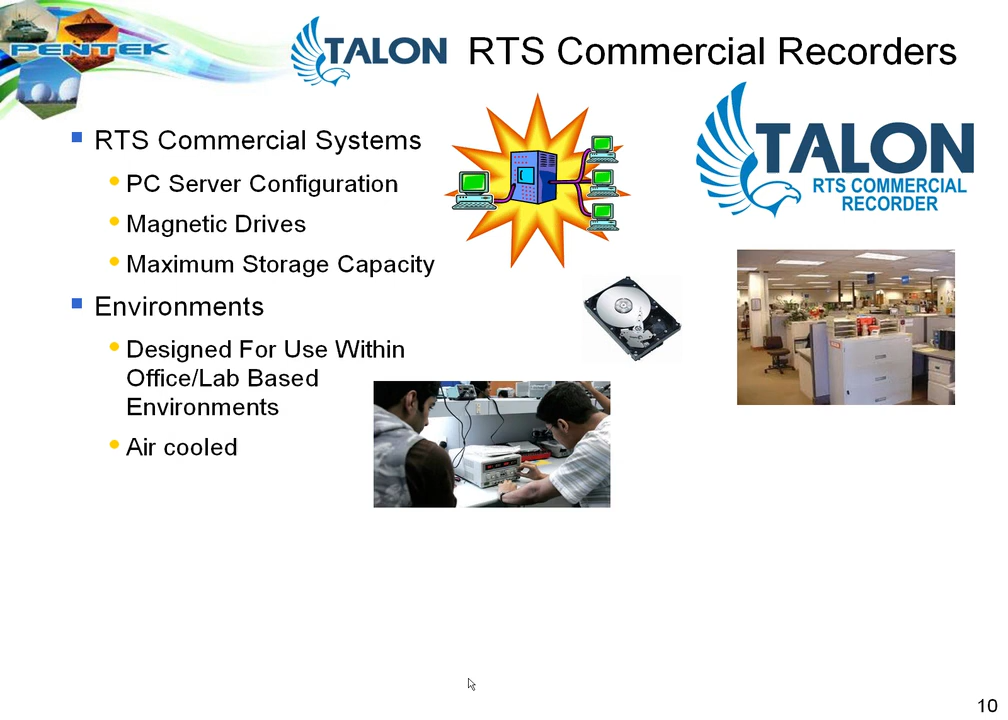 PENTEK
TALON RTS Commercial Recorders
RTS Commercial Systems
PC Server Configuration
Magnetic Drives
Maximum Storage Capacity
Environments
Designed For Use Within
Office/Lab Based
Environments
Air cooled
TALON
RTS COMMERCIAL
RECORDER
10